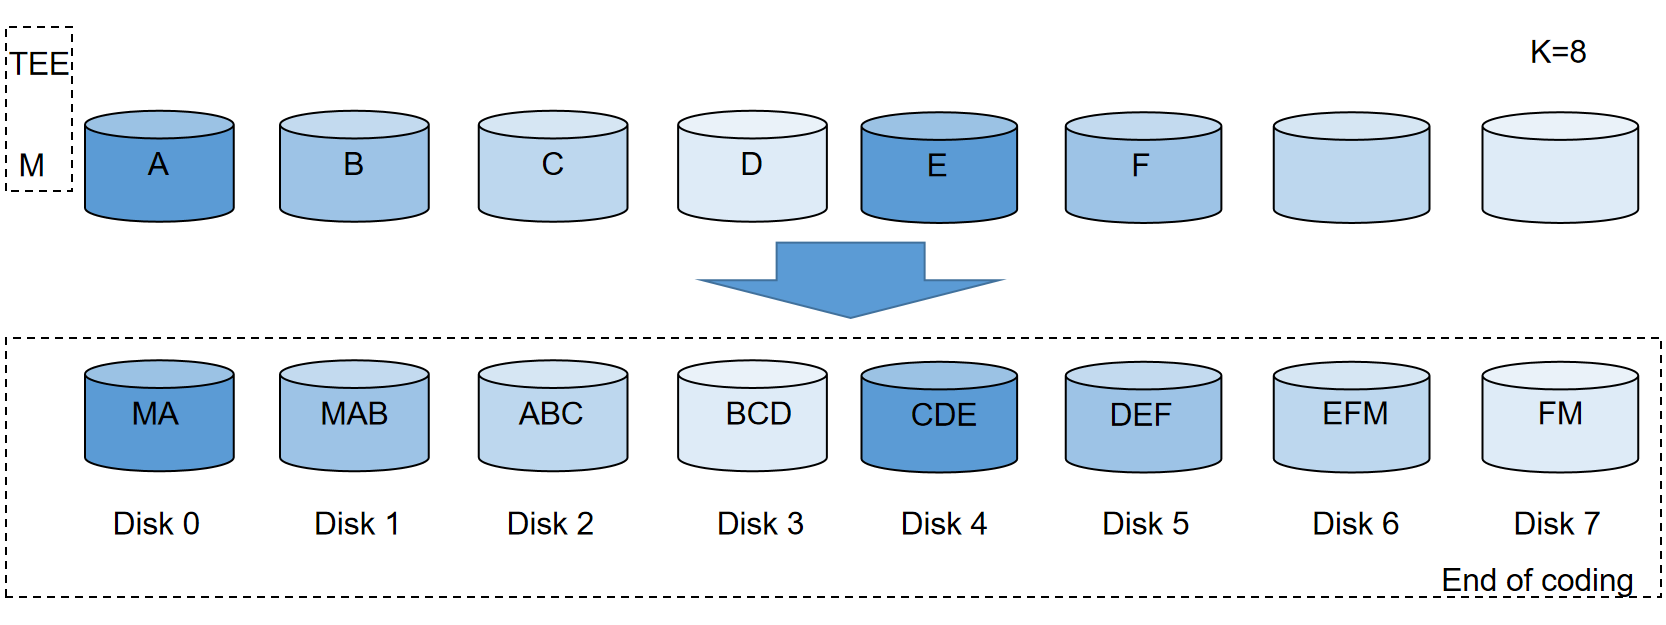 TEE
K=8
M
A
B
C
D
E
F
MA
MAB
ABC
BCD
CDE
DEF
EFM
FM
Disk 0
Disk 1
Disk 2
Disk 3
Disk 4
Disk 5
Disk 6
Disk 7
End of coding